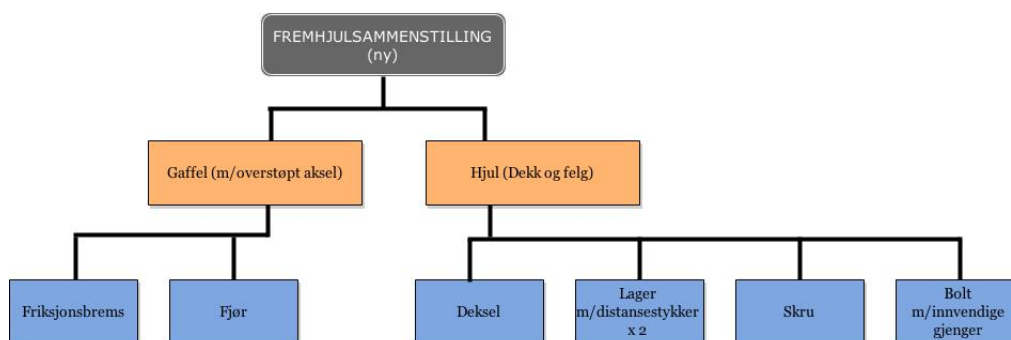 FREMHJULSAMMENSTILLING
(ny)
Gaffel (m/overstøpt aksel)
Hjul (Dekk og felg)
Friksjonsbrems
Fjør
Deksel
Lager
m/distansestykker
x 2
Skru
Bolt
m/innvendige
gjenger